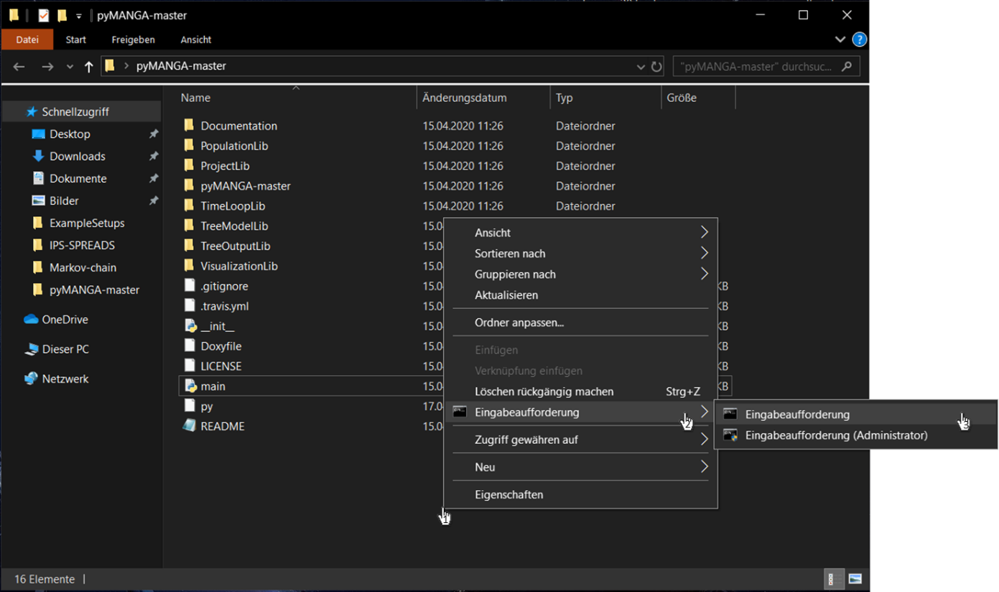 pyMANGA-master
Datei Start Freigeben Ansicht
pyMANGA-master "pyMANGA-master" durchsuc...
Name Änderungsdatum Typ Größe
Schnellzugriff
Desktop
Downloads
Dokumente
Bilder
ExampleSetups
IPS-SPREADS
Markov-chain
pyMANGA-master
OneDrive
Dieser PC
Netzwerk
Documentation 15.04.2020 11:26 Dateiordner
PopulationLib 15.04.2020 11:26 Dateiordner
ProjectLib 15.04.2020 11:26 Dateiordner
pyMANGA-master 15.04.2020 11:26 Dateiordner
TimeLoopLib 15.04.2020 11:26 Dateiordner
TreeModelLib 15.0
TreeOutputLib 15.0
VisualizationLib 15.0
.gitignore 15.0 KB
.travis.yml 15.0 KB
__init__ 15.0 KB
Doxyfile 15.0 KB
LICENSE 15.0 KB
main 15.0 KB
py 17.0
README 15.0
Ansicht
Sortieren nach
Gruppieren nach
Aktualisieren
Ordner anpassen...
Einfügen
Verknüpfung einfügen
Löschen rückgängig machen Strg+Z
Eingabeaufforderung
Zugriff gewähren auf
Neu
Eigenschaften
Eingabeaufforderung
Eingabeaufforderung (Administrator)
1
2
3
16 Elemente